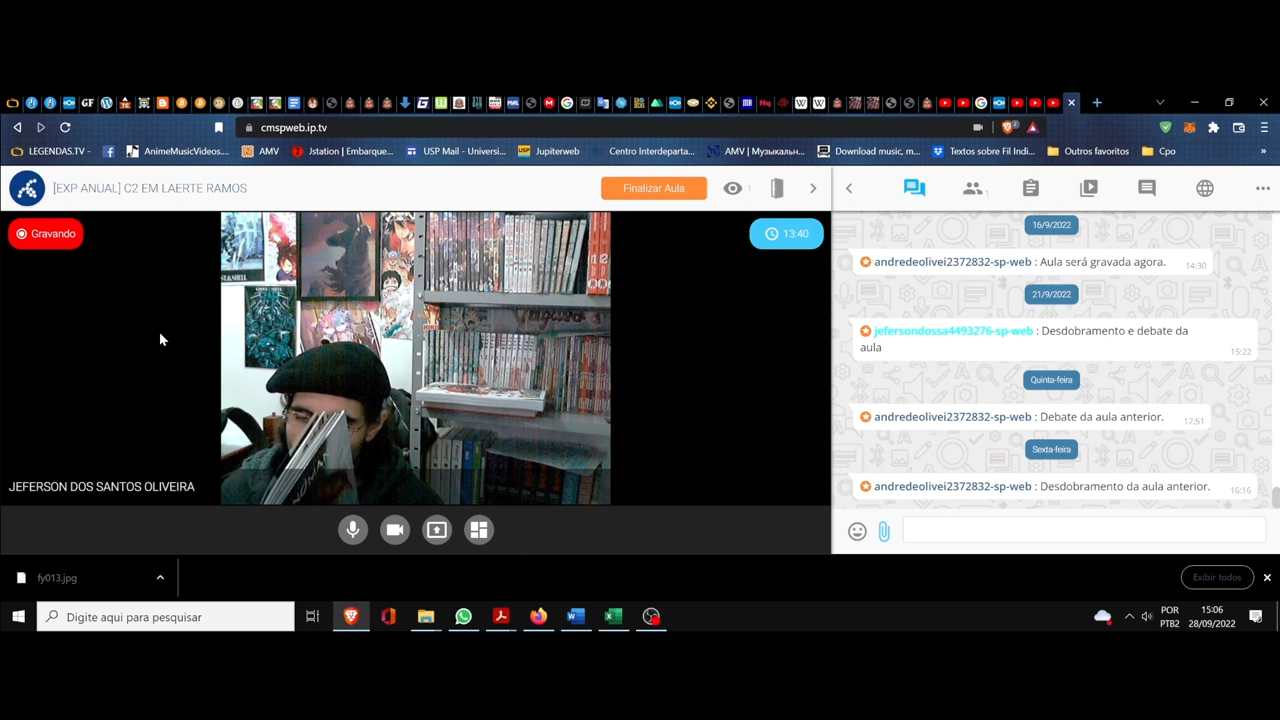 cmspweb.ip.tv
LEGENDAS.TV -
AnimeMusicVideos....
AMV
Jstation | Embarque...
USP Mail - Universi...
Jupiterweb
Centro Interdeparta...
AMV | Музыкальн...
Download music, m...
Textos sobre Fil Indi...
Outros favoritos
Cpo
»
[EXP ANUAL] C2 EM LAERTE RAMOS
Finalizar Aula
1
1
Gravando
13:40
JEFERSON DOS SANTOS OLIVEIRA
16/9/2022
andredeolivei2372832-sp-web : Aula será gravada agora.
14:30
21/9/2022
jefersondossa4493276-sp-web : Desdobramento e debate da
aula
15:22
Quinta-feira
andredeolivei2372832-sp-web : Debate da aula anterior.
17:51
Sexta-feira
andredeolivei2372832-sp-web : Desdobramento da aula anterior.
16:16
fy013.jpg
Exibir todos
Digite aqui para pesquisar
POR
PTB2
15:06
28/09/2022